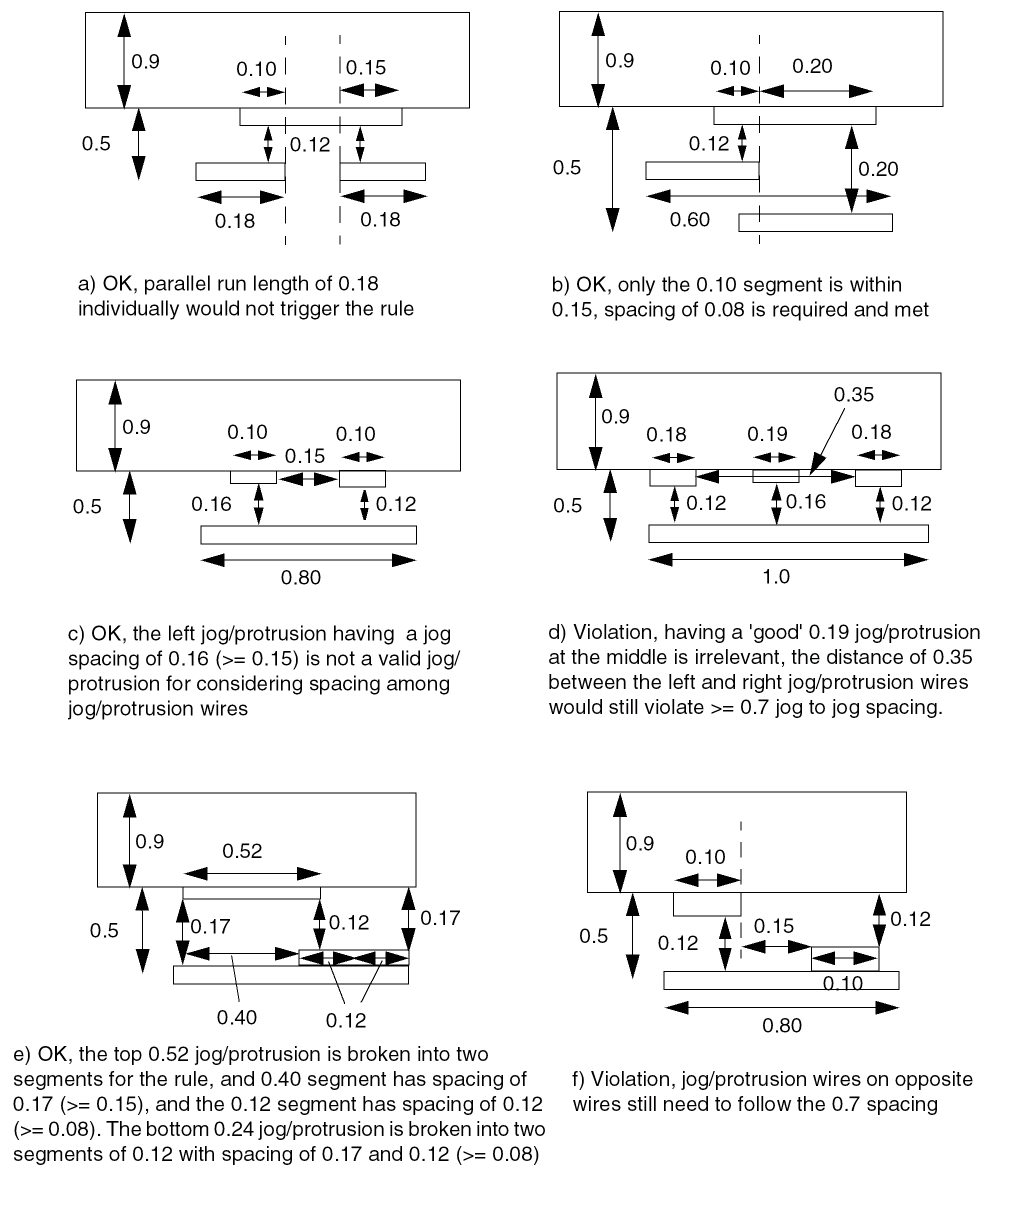 0.9
0.10
0.15
0.5
0.12
0.18
0.18
a) OK, parallel run length of 0.18
individually would not trigger the rule
0.9
0.10
0.20
0.5
0.12
0.20
0.60
b) OK, only the 0.10 segment is within
0.15, spacing of 0.08 is required and met
0.9
0.10
0.10
0.15
0.5
0.16
0.12
0.80
c) OK, the left jog/protrusion having a jog
spacing of 0.16 (>= 0.15) is not a valid jog/
protrusion for considering spacing among
jog/protrusion wires
0.35
0.9
0.18
0.19
0.18
0.5
0.12
0.16
0.12
1.0
d) Violation, having a 'good' 0.19 jog/protrusion
at the middle is irrelevant, the distance of 0.35
between the left and right jog/protrusion wires
would still violate >= 0.7 jog to jog spacing.
0.9
0.52
0.5
0.17
0.12
0.17
0.40
0.12
e) OK, the top 0.52 jog/protrusion is broken into two
segments for the rule, and 0.40 segment has spacing of
0.17 (>= 0.15), and the 0.12 segment has spacing of 0.12
(>= 0.08). The bottom 0.24 jog/protrusion is broken into two
segments of 0.12 with spacing of 0.17 and 0.12 (>= 0.08)
0.9
0.10
0.5
0.12
0.15
0.12
0.10
0.80
f) Violation, jog/protrusion wires on opposite
wires still need to follow the 0.7 spacing